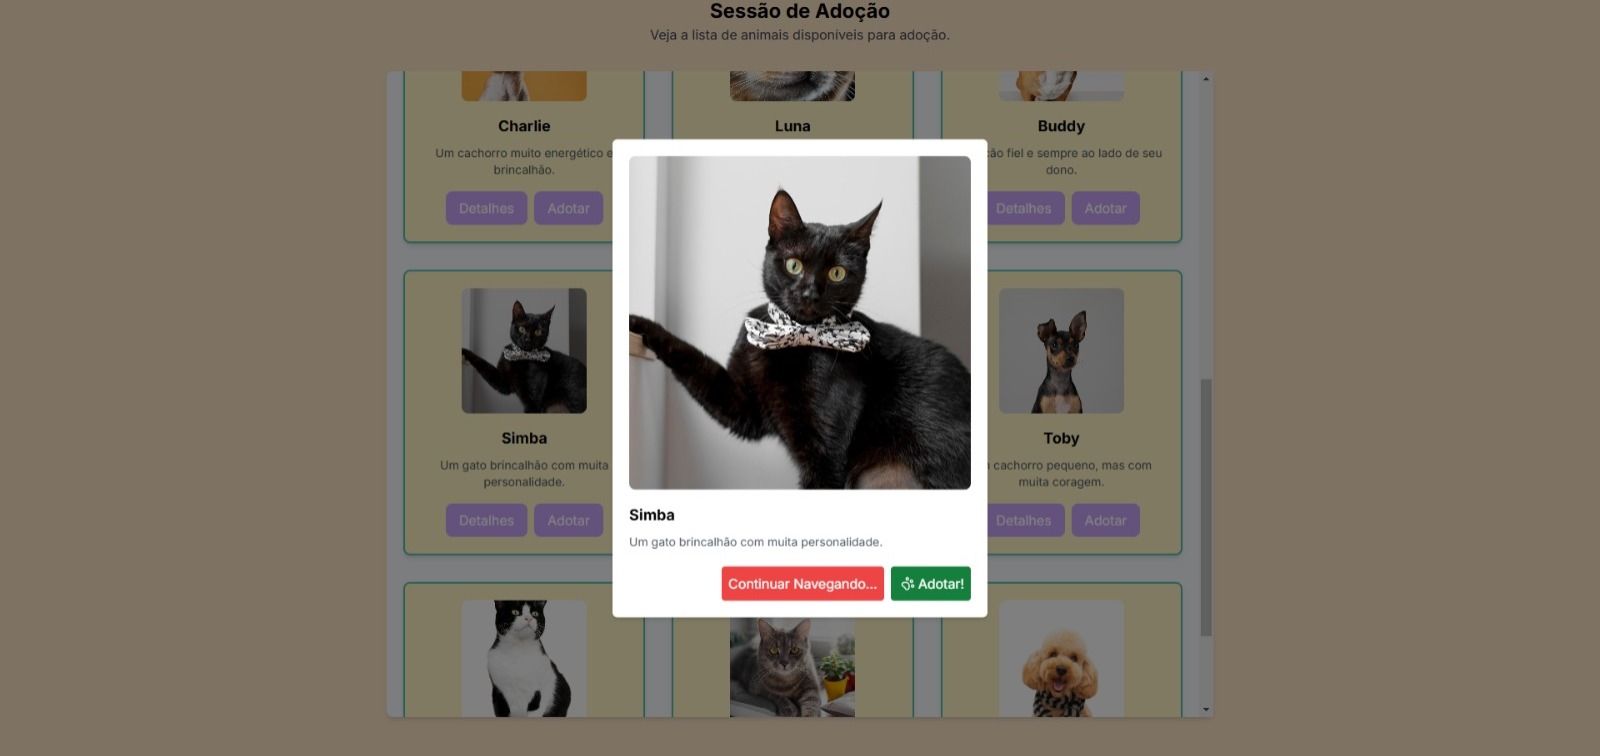 Sessão de Adoção
Veja a lista de animais disponíveis para adoção.
Charlie
Um cachorro muito energético e
brincalhão.
Detalhes
Adotar
Luna
Buddy
fiel e sempre ao lado de seu
dono.
Detalhes
Adotar
Simba
Um gato brincalhão com muita
personalidade.
Detalhes
Adotar
Simba
Um gato brincalhão com muita personalidade.
Continuar Navegando...
Adotar!
Toby
cachorro pequeno, mas com
muita coragem.
Detalhes
Adotar